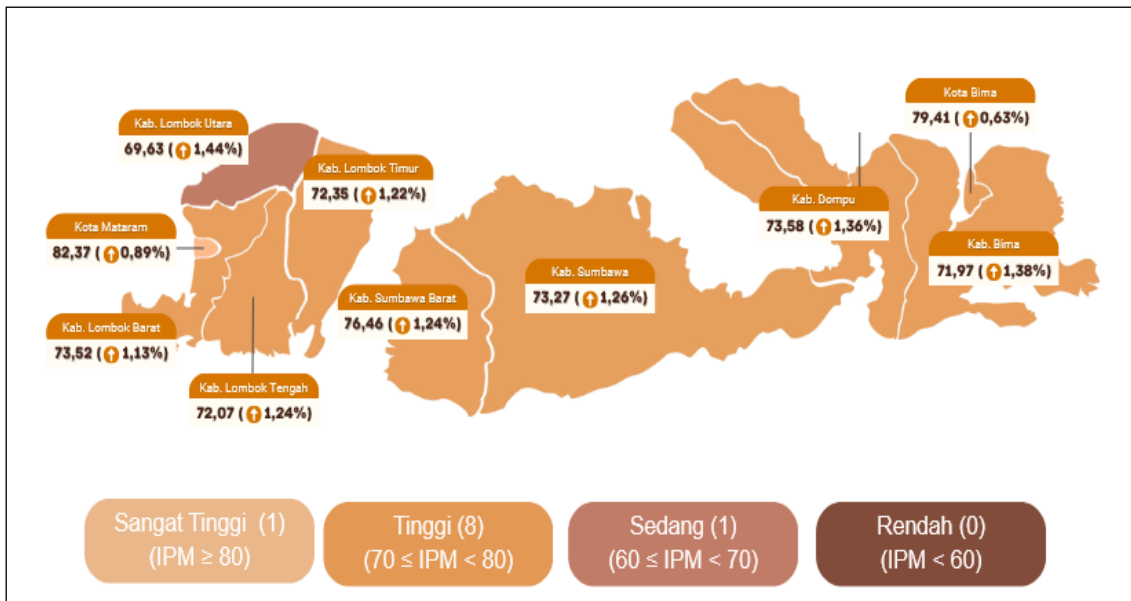 Kota Bima
79,41 (↑0,63%)
Kab. Lombok Utara
69,63 (↑1,44%)
Kab. Lombok Timur
72,35 (↑1,22%)
Kab. Dompu
73,58 (↑1,36%)
Kota Mataram
82,37 (↑0,89%)
Kab. Bima
71,97 (↑1,38%)
Kab. Sumbawa
73,27 (↑1,26%)
Kab. Sumbawa Barat
76,46 (↑1,24%)
Kab. Lombok Barat
73,52 (↑1,13%)
Kab. Lombok Tengah
72,07 (↑1,24%)
Sangat Tinggi (1)
(IPM ≥ 80)
Tinggi (8)
(70 ≤ IPM < 80)
Sedang (1)
(60 ≤ IPM < 70)
Rendah (0)
(IPM < 60)